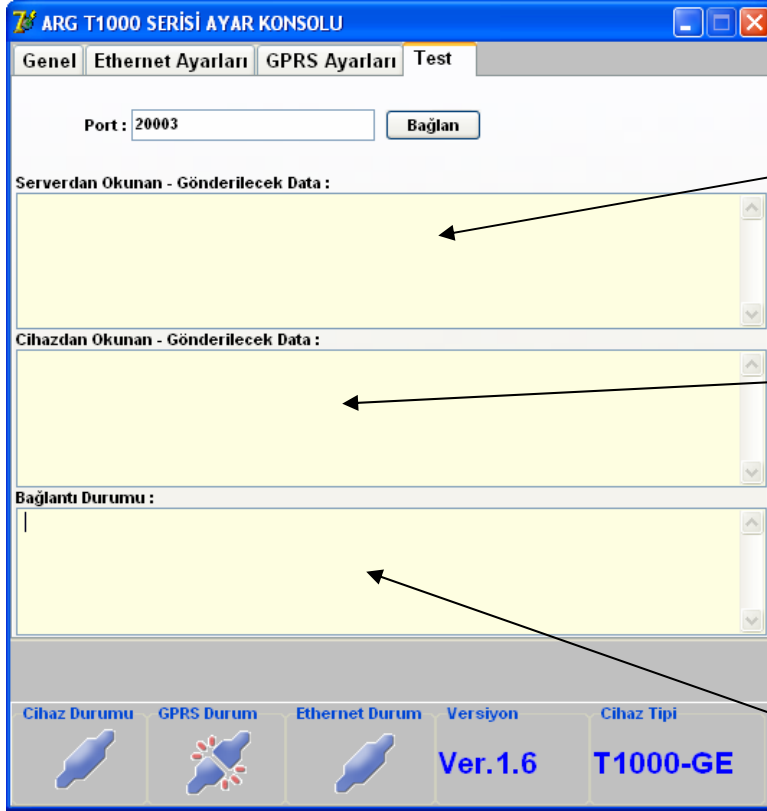 ARG T1000 SERİSİ AYAR KONSOLU
Genel Ethernet Ayarları GPRS Ayarları Test
Port : 20003 Bağlan
Serverdan Okunan - Gönderilecek Data :
Cihazdan Okunan - Gönderilecek Data :
Bağlantı Durumu :
Cihaz Durumu GPRS Durum Ethernet Durum Versiyon Cihaz Tipi
Ver.1.6 T1000-GE